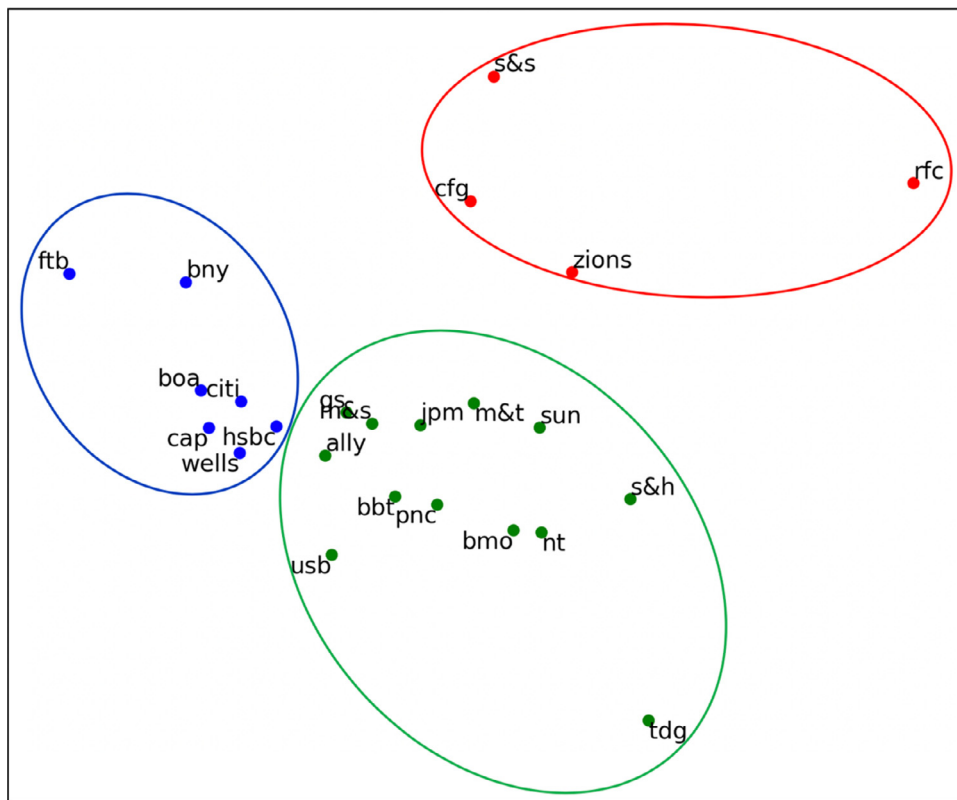 s&s
rfc
cfg
zions
ftb
bny
boa
citi
gs
m&s
jpm
m&t
sun
cap
hsbc
ally
wells
s&h
bbt
pnc
bmo
usb
tdg